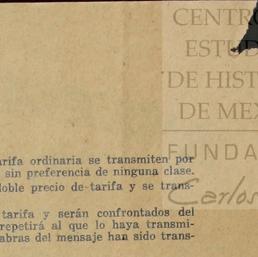 CENTRO
ESTUD
DE HIST
DE MEX
FUNDA
Carlos
arifa ordinaria se transmiten por
sin preferencia de ninguna clase.
doble precio de tarifa y se trans-
tarifa y serán confrontados del
repetirá al que lo haya transmi-
abras del mensaje han sido trans-